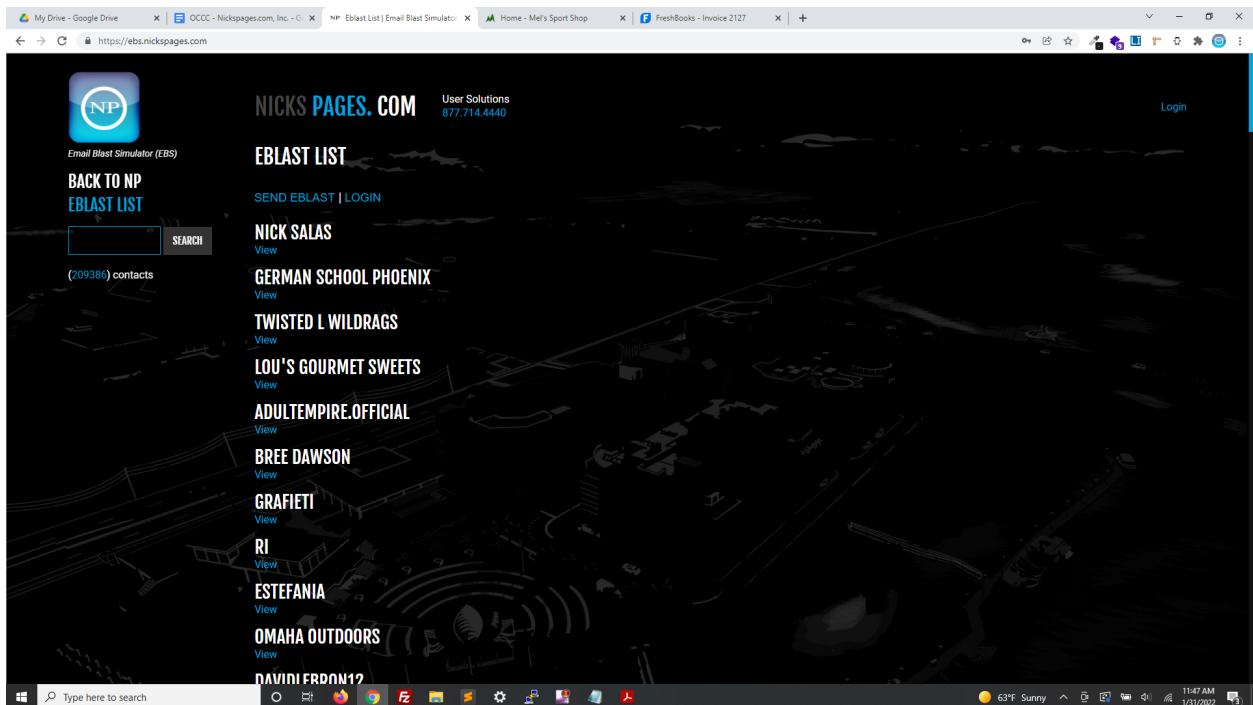 My Drive - Google Drive
OCCC - Nickspages.com, Inc. - G
Eblast List | Email Blast Simulator
Home - Mel's Sport Shop
FreshBooks - Invoice 2127
https://ebs.nickspages.com
NP
Email Blast Simulator (EBS)
BACK TO NP
EBLAST LIST
SEARCH
(209386) contacts
NICKS PAGES. COM
User Solutions
877.714.4440
Login
EBLAST LIST
SEND EBLAST | LOGIN
NICK SALAS
View
GERMAN SCHOOL PHOENIX
View
TWISTED L WILDRAGS
View
LOU'S GOURMET SWEETS
View
ADULTEMPIRE.OFFICIAL
View
BREE DAWSON
View
GRAFIETI
View
RI
View
ESTEFANIA
View
OMAHA OUTDOORS
View
DAVIDLEBRON12
Type here to search
63°F Sunny
11:47 AM
1/31/2022